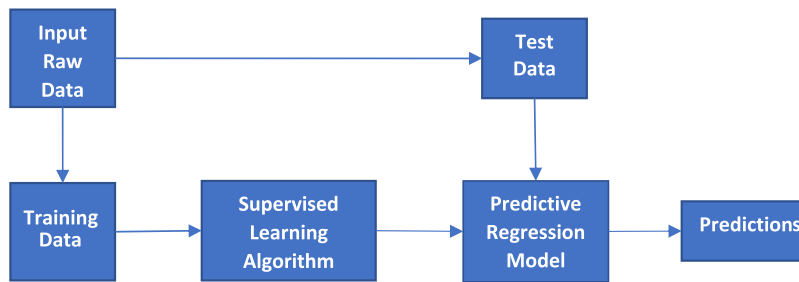 Input
Raw
Data
Test
Data
Training
Data
Supervised
Learning
Algorithm
Predictive
Regression
Model
Predictions